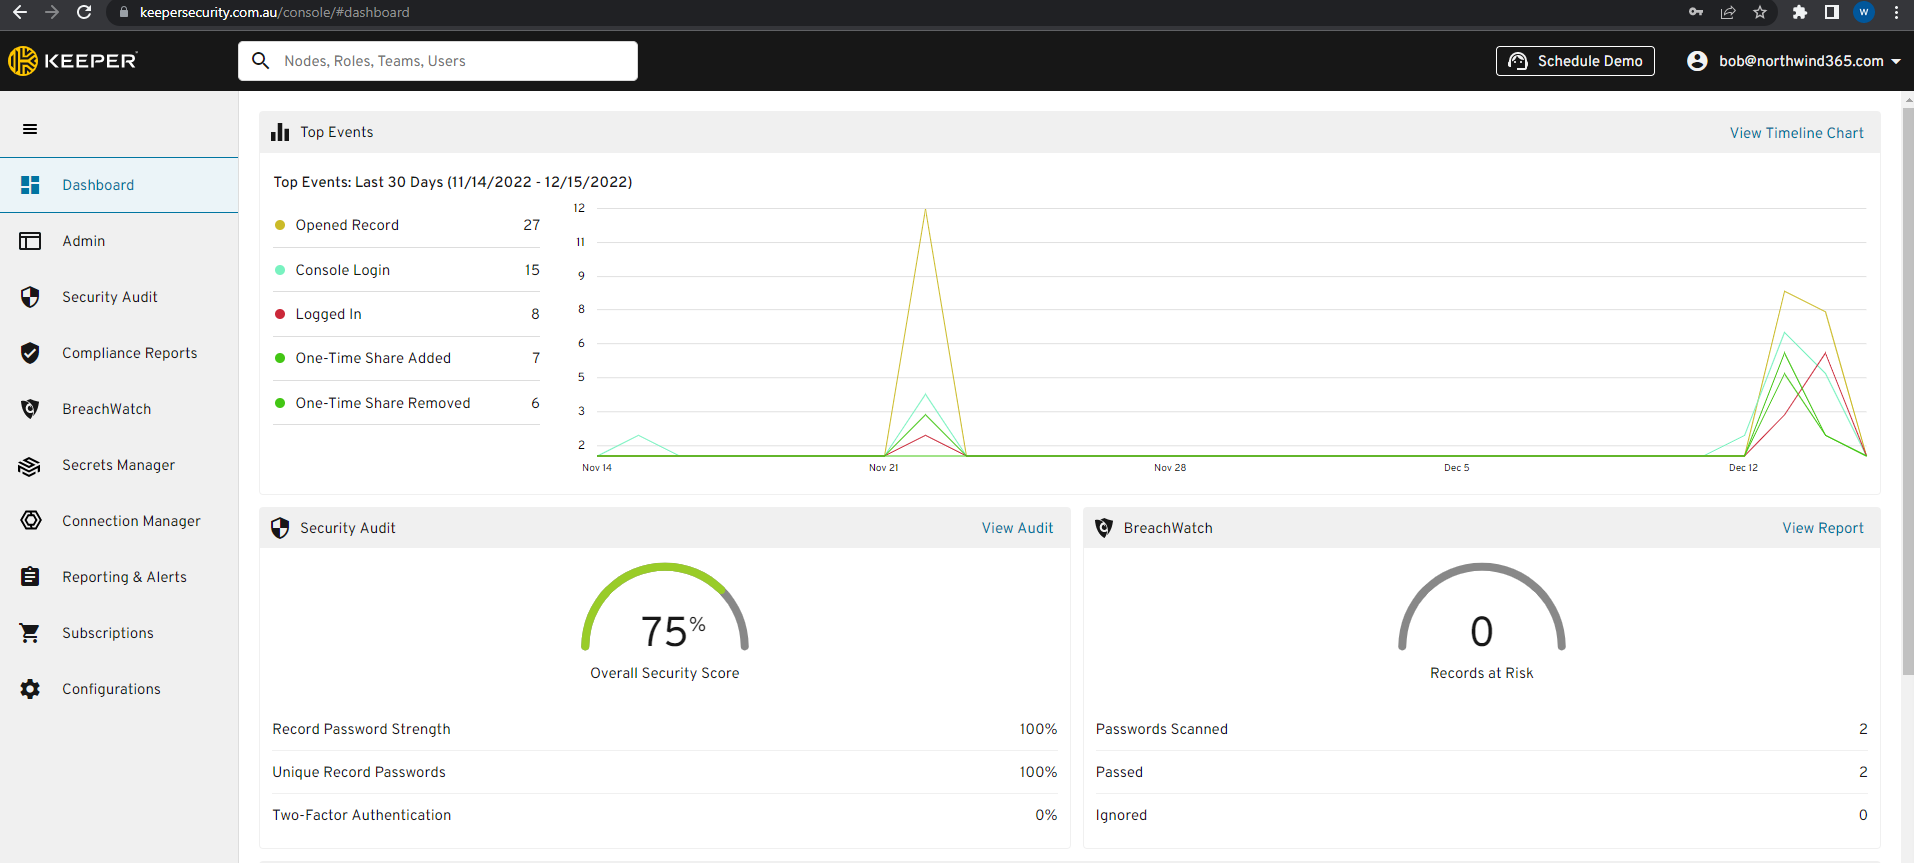 keepersecurity.com.au/console/#dashboard
W
KEEPER
Nodes, Roles, Teams, Users
Schedule Demo
bob@northwind365.com
Dashboard
Admin
Security Audit
Compliance Reports
BreachWatch
Secrets Manager
Connection Manager
Reporting & Alerts
Subscriptions
Configurations
Top Events
View Timeline Chart
Top Events: Last 30 Days (11/14/2022 - 12/15/2022)
Opened Record 27
Console Login 15
Logged In 8
One-Time Share Added 7
One-Time Share Removed 6
12
11
9
8
6
5
3
2
Nov 14 Nov 21 Nov 28 Dec 5 Dec 12
Security Audit
View Audit
75%
Overall Security Score
Record Password Strength 100%
Unique Record Passwords 100%
Two-Factor Authentication 0%
BreachWatch
View Report
0
Records at Risk
Passwords Scanned 2
Passed 2
Ignored 0